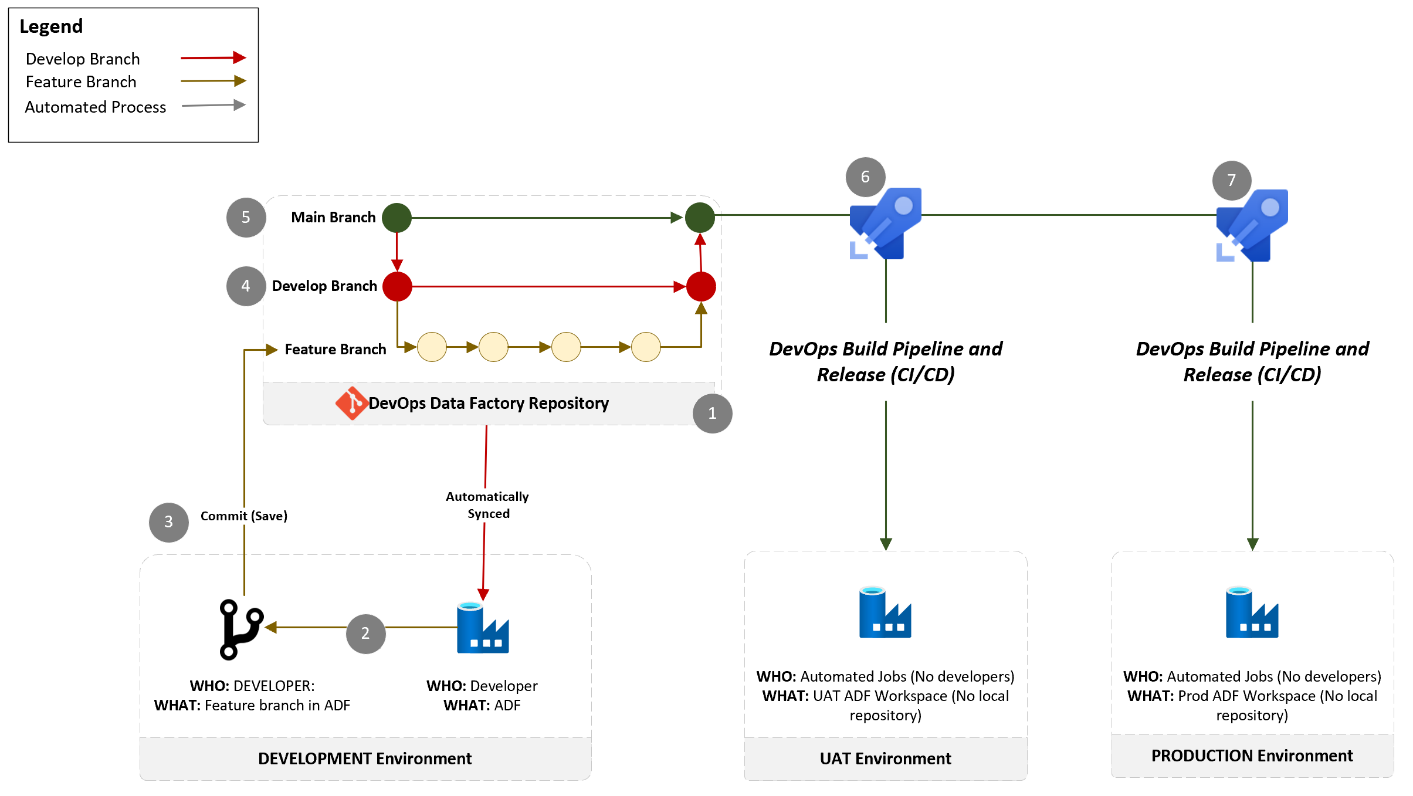 Legend
Develop Branch
Feature Branch
Automated Process
6
7
5
Main Branch
4
Develop Branch
Feature Branch
DevOps Data Factory Repository
1
DevOps Build Pipeline and
Release (CI/CD)
DevOps Build Pipeline and
Release (CI/CD)
3
Commit (Save)
Automatically
Synced
2
WHO: DEVELOPER:
WHAT: Feature branch in ADF
WHO: Developer
WHAT: ADF
DEVELOPMENT Environment
WHO: Automated Jobs (No developers)
WHAT: UAT ADF Workspace (No local
repository)
UAT Environment
WHO: Automated Jobs (No developers)
WHAT: Prod ADF Workspace (No local
repository)
PRODUCTION Environment